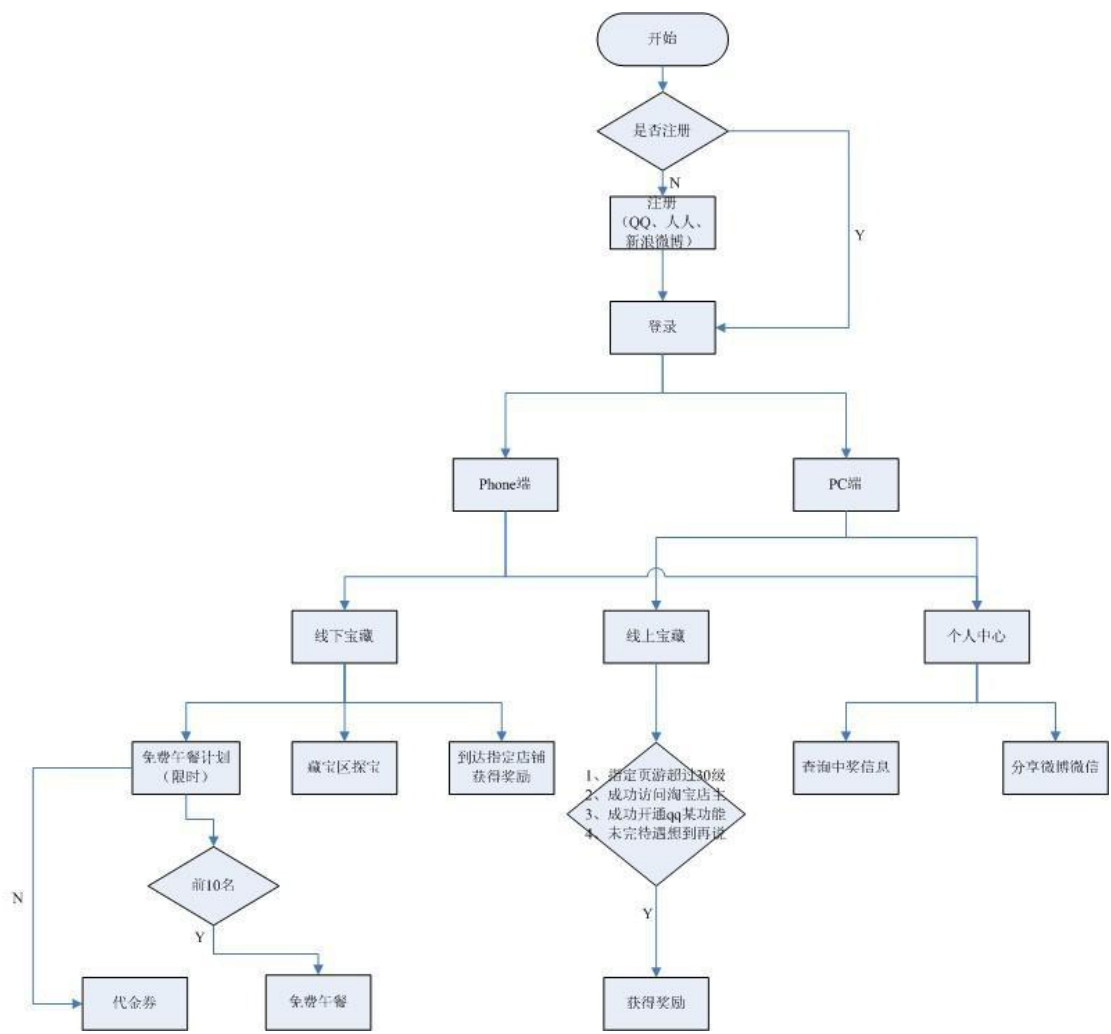 开始
是否注册
N
注册
（QQ、人人、
新浪微博）
Y
登录
Phone端
PC端
线下宝藏
线上宝藏
个人中心
免费午餐计划
（限时）
藏宝区探宝
到达指定店铺
获得奖励
1、指定页游超过30级
2、成功访问淘宝店主
3、成功开通qq某功能
4、未完待遇想到再说
查询中奖信息
分享微博微信
前10名
N
Y
Y
代金券
免费午餐
获得奖励